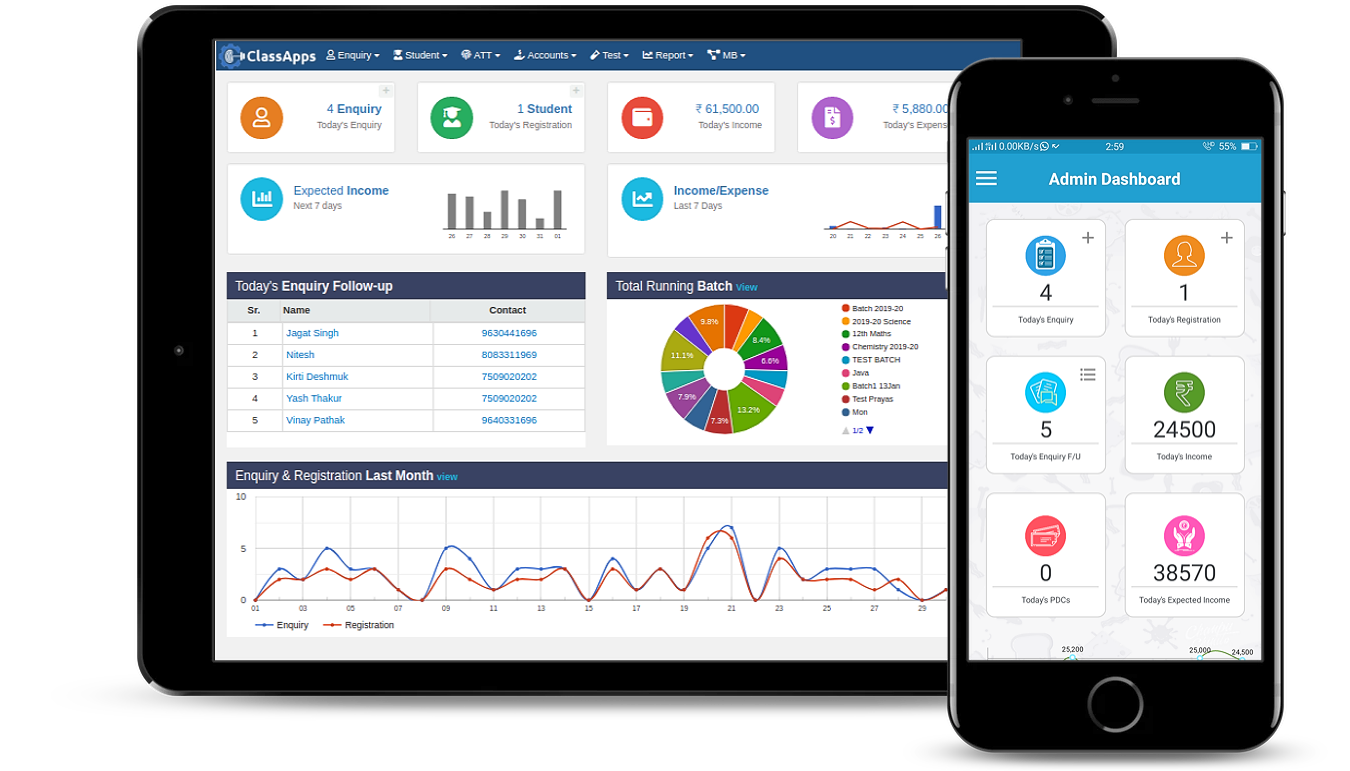 ClassApps Enquiry Student ATT Accounts Test Report MB
4 Enquiry
Today's Enquiry
1 Student
Today's Registration
₹ 61,500.00
Today's Income
₹ 5,880.00
Today's Expens
Expected Income
Next 7 days
26 27 28 29 30 31 01
Income/Expense
Last 7 Days
20 21 22 23 24 25 26
Today's Enquiry Follow-up
Sr. Name Contact
1 Jagat Singh 9630441696
2 Nitesh 8083311969
3 Kirti Deshmuk 7509020202
4 Yash Thakur 7509020202
5 Vinay Pathak 9640331696
Total Running Batch View
9.8%
8.4%
6.6%
13.2%
7.3%
7.9%
11.1%
Batch 2019-20
2019-20 Science
12th Maths
Chemistry 2019-20
TEST BATCH
Java
Batch1 13Jan
Test Prayas
Mon
1/2
Enquiry & Registration Last Month view
10
5
0
01 03 05 07 09 11 13 15 17 19 21 23 25 27 29
Enquiry Registration
0.00KB/s 2:59 55%
Admin Dashboard
4
Today's Enquiry
1
Today's Registration
5
Today's Enquiry F/U
24500
Today's Income
0
Today's PDCs
38570
Today's Expected Income
25,200
25,000
24,500